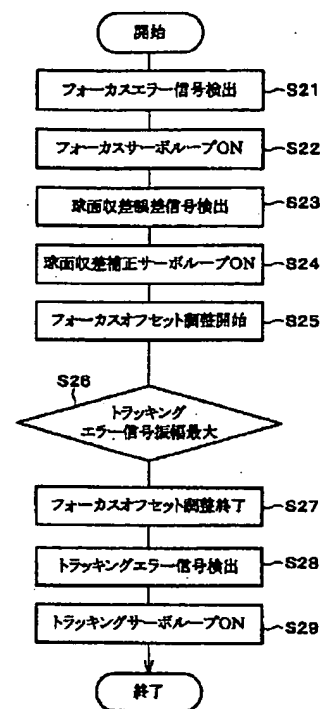 開始
フォーカスエラー信号検出
S21
フォーカスサーボループON
S22
球面収差誤差信号検出
S23
球面収差補正サーボループON
S24
フォーカスオフセット調整開始
S25
S26
トラッキング
エラー信号振幅最大
フォーカスオフセット調整終了
S27
トラッキングエラー信号検出
S28
トラッキングサーボループON
S29
終了